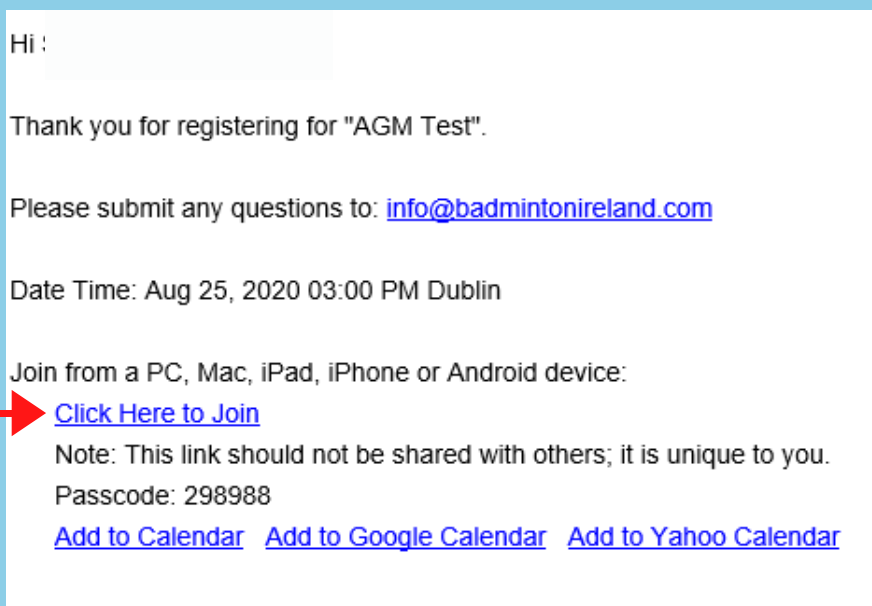 Hi
Thank you for registering for "AGM Test".
Please submit any questions to: info@badmintonireland.com
Date Time: Aug 25, 2020 03:00 PM Dublin
Join from a PC, Mac, iPad, iPhone or Android device:
Click Here to Join
Note: This link should not be shared with others; it is unique to you.
Passcode: 298988
Add to Calendar Add to Google Calendar Add to Yahoo Calendar